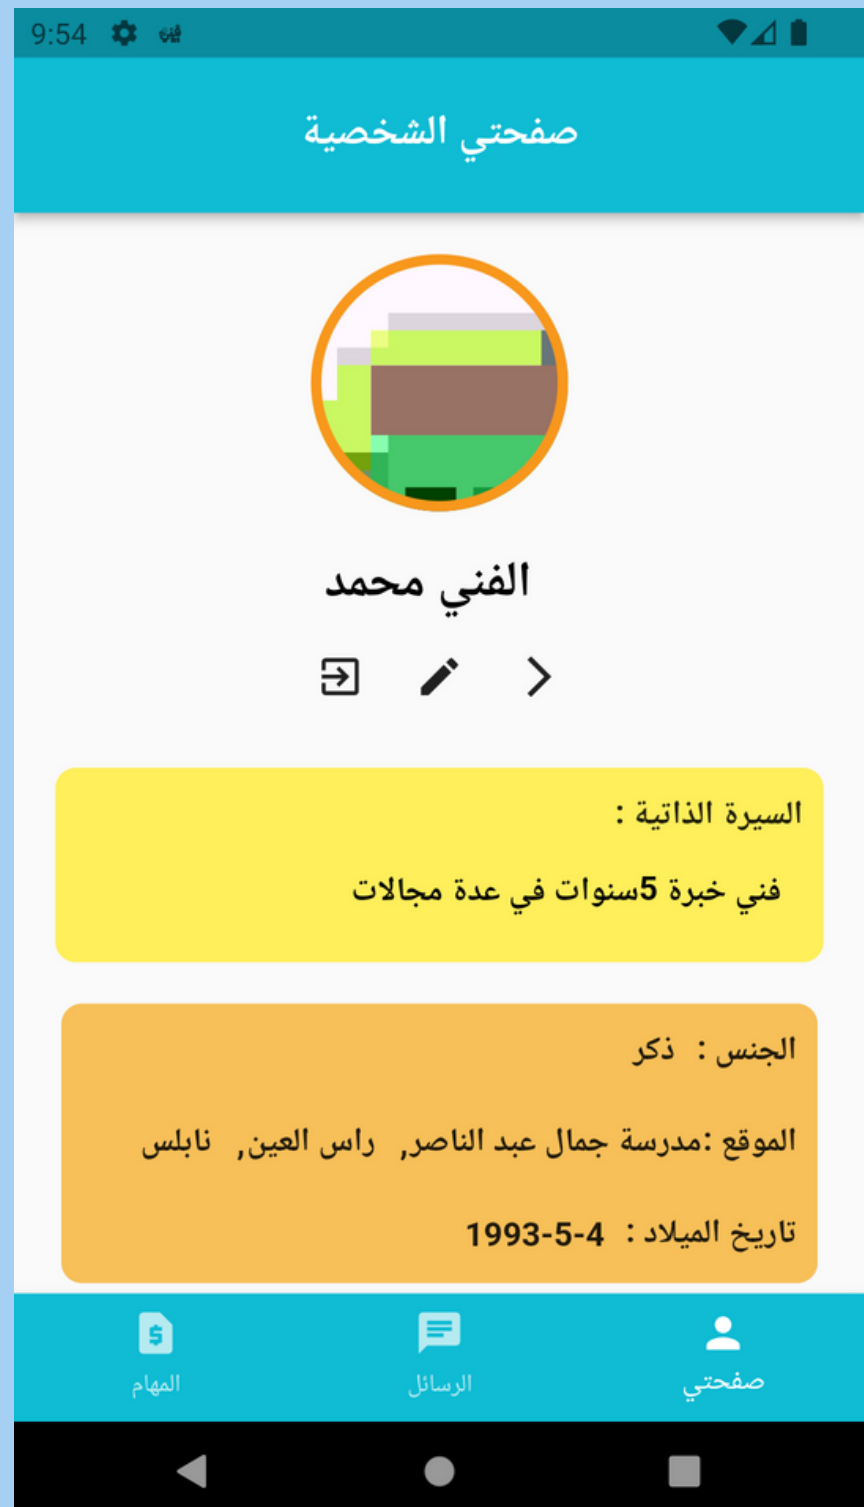 9:54
صفحتي الشخصية
الفني محمد
السيرة الذاتية :
فني خبرة 5سنوات في عدة مجالات
الجنس : ذكر
الموقع :مدرسة جمال عبد الناصر, راس العين, نابلس
تاريخ الميلاد : 4-5-1993
صفحتي
الرسائل
المهام